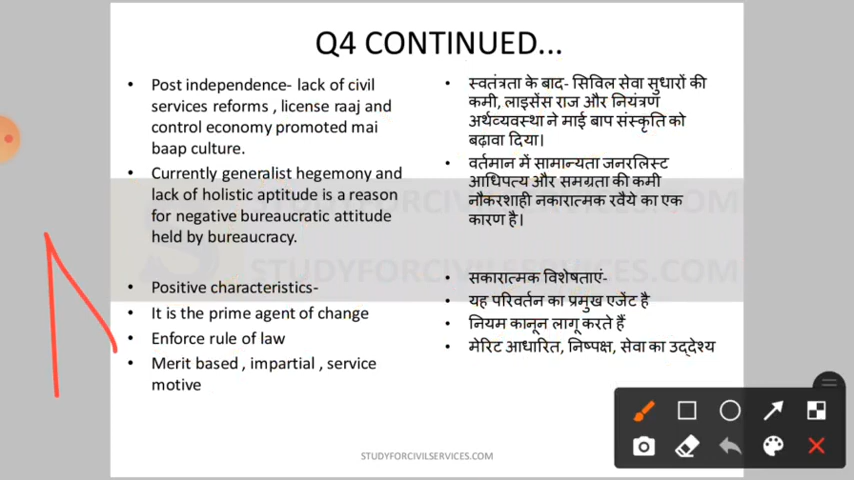 Q4 CONTINUED...
• Post independence- lack of civil
services reforms , license raaj and
control economy promoted mai
baap culture.
• Currently generalist hegemony and
lack of holistic aptitude is a reason
for negative bureaucratic attitude
held by bureaucracy.
• Positive characteristics-
• It is the prime agent of change
• Enforce rule of law
• Merit based , impartial , service
motive
• स्वतंत्रता के बाद- सिविल सेवा सुधारों की
कमी, लाइसेंस राज और नियंत्रण
अर्थव्यवस्था ने माई बाप संस्कृति को
बढ़ावा दिया।
• वर्तमान में सामान्यता जनरलिस्ट
आधिपत्य और समग्रता की कमी
नौकरशाही नकारात्मक रवैये का एक
कारण है।
• सकारात्मक विशेषताएं-
• यह परिवर्तन का प्रमुख एजेंट है
• नियम कानून लागू करते हैं
• मेरिट आधारित, निष्पक्ष, सेवा का उद्देश्य
STUDYFORCIVILSERVICES.COM
STUDYFORCIVILSERVICES.COM
STUDYFORCIVILSERVICES.COM